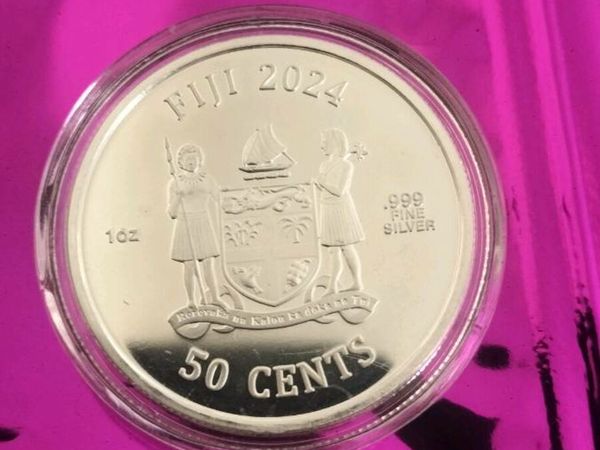 FIJI 2024
1oz
.999
FINE
SILVER
Rerevaka na Kalou ka doka na Tui
50 CENTS